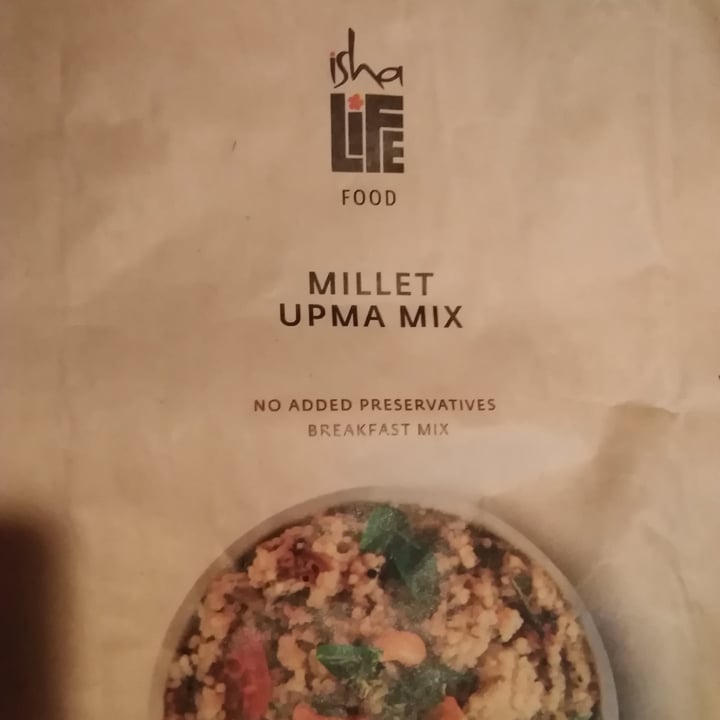 isha
LiFE
FOOD
MILLET
UPMA MIX
NO ADDED PRESERVATIVES
BREAKFAST MIX